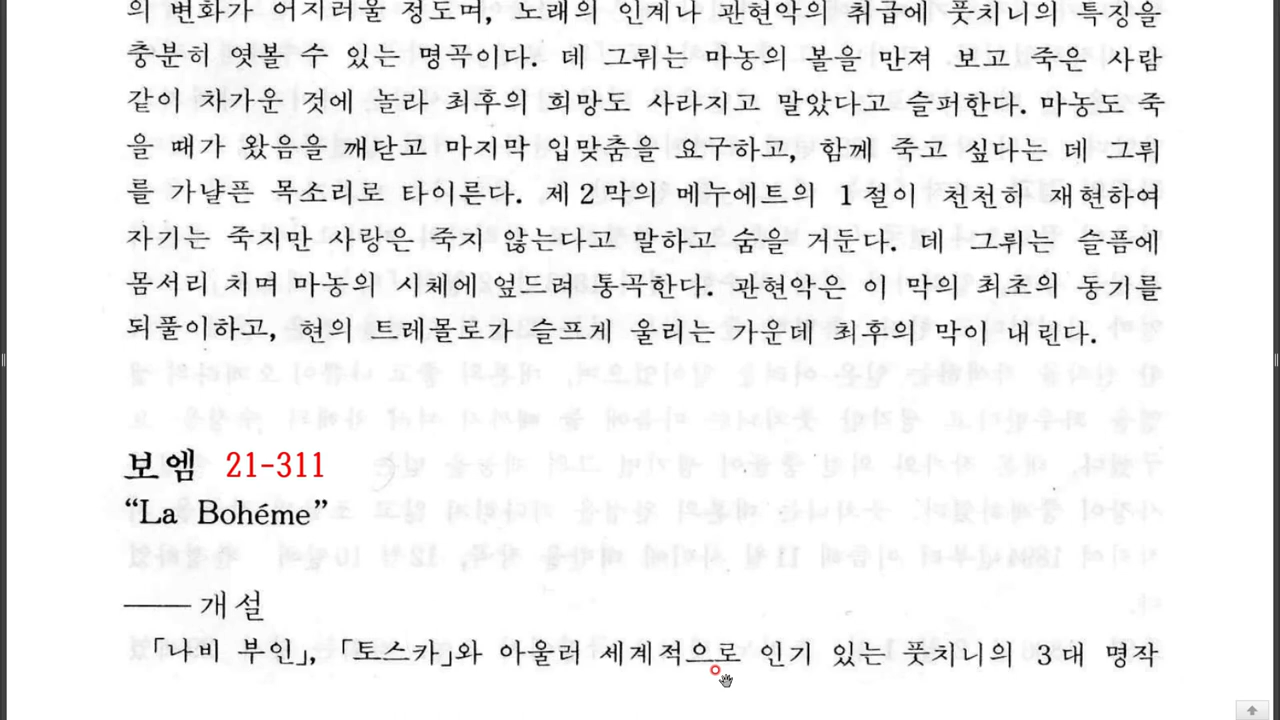 의 변화가 어지러울 정도며, 노래의 인계나 관현악의 취급에 풋치니의 특징을
충분히 엿볼 수 있는 명곡이다. 데 그뤼는 마농의 볼을 만져 보고 죽은 사람
같이 차가운 것에 놀라 최후의 희망도 사라지고 말았다고 슬퍼한다. 마농도 죽
을 때가 왔음을 깨닫고 마지막 입맞춤을 요구하고, 함께 죽고 싶다는 데 그뤼
를 가냘픈 목소리로 타이른다. 제 2 막의 메누에트의 1 절이 천천히 재현하여
자기는 죽지만 사랑은 죽지 않는다고 말하고 숨을 거둔다. 데 그뤼는 슬픔에
몸서리 치며 마농의 시체에 엎드려 통곡한다. 관현악은 이 막의 최초의 동기를
되풀이하고, 현의 트레몰로가 슬프게 울리는 가운데 최후의 막이 내린다.
보엠 21-311
“La Bohéme”
―― 개설
「나비 부인」, 「토스카」와 아울러 세계적으로 인기 있는 풋치니의 3대 명작